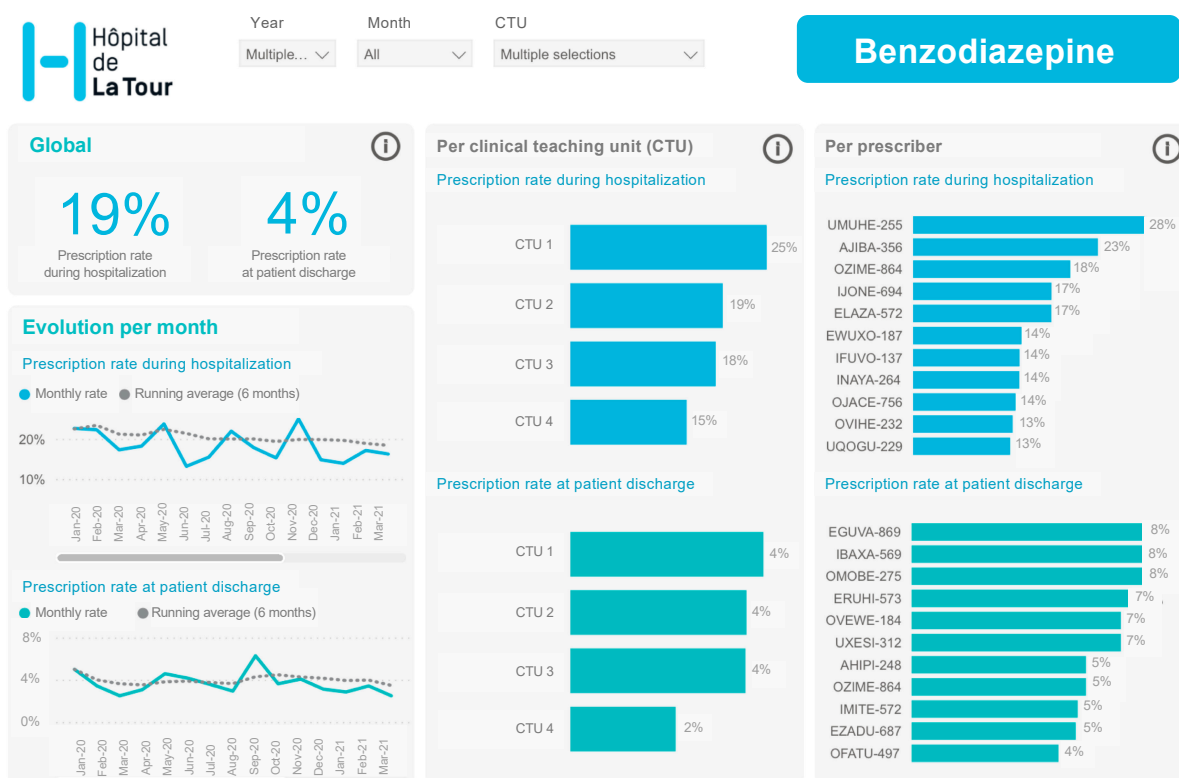 Hôpital
de
La Tour
Year
Month
CTU
Multiple...
All
Multiple selections
Benzodiazepine
Global
19%
Prescription rate
during hospitalization
4%
Prescription rate
at patient discharge
Evolution per month
Prescription rate during hospitalization
Monthly rate
Running average (6 months)
20%
10%
Jan-20
Feb-20
Mar-20
Apr-20
May-20
Jun-20
Jul-20
Aug-20
Sep-20
Oct-20
Nov-20
Dec-20
Jan-21
Feb-21
Mar-21
Prescription rate at patient discharge
Monthly rate
Running average (6 months)
8%
4%
0%
Jan-20
Feb-20
Mar-20
Apr-20
May-20
Jun-20
Jul-20
Aug-20
Sep-20
Oct-20
Nov-20
Dec-20
Jan-21
Feb-21
Mar-21
Per clinical teaching unit (CTU)
Prescription rate during hospitalization
CTU 1 25%
CTU 2 19%
CTU 3 18%
CTU 4 15%
Prescription rate at patient discharge
CTU 1 4%
CTU 2 4%
CTU 3 4%
CTU 4 2%
Per prescriber
Prescription rate during hospitalization
UMUHE-255 28%
AJIBA-356 23%
OZIME-864 18%
IJONE-694 17%
ELAZA-572 17%
EWUXO-187 14%
IFUVO-137 14%
INAYA-264 14%
OJACE-756 14%
OVIHE-232 13%
UQOGU-229 13%
Prescription rate at patient discharge
EGUVA-869 8%
IBAXA-569 8%
OMOBE-275 8%
ERUHI-573 7%
OVEWE-184 7%
UXESI-312 7%
AHIPI-248 5%
OZIME-864 5%
IMITE-572 5%
EZADU-687 5%
OFATU-497 4%